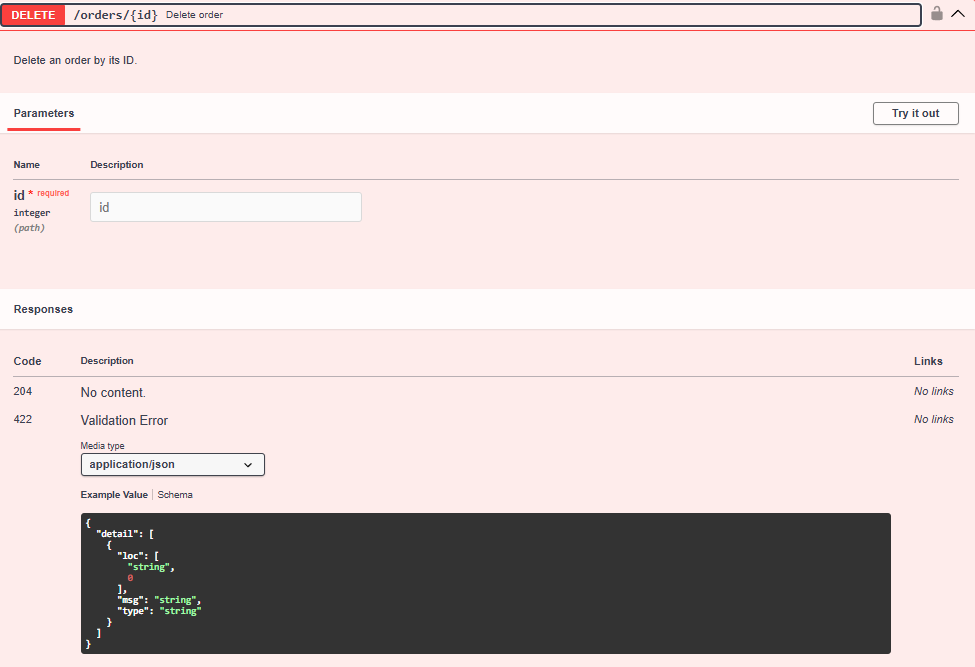 DELETE /orders/{id} Delete order
Delete an order by its ID.
Parameters Try it out
Name Description
id * required
integer
(path)
id
Responses
Code Description Links
204 No content. No links
422 Validation Error No links
Media type
application/json
Example Value Schema
{
  "detail": [
    {
      "loc": [
        "string",
        0
      ],
      "msg": "string",
      "type": "string"
    }
  ]
}